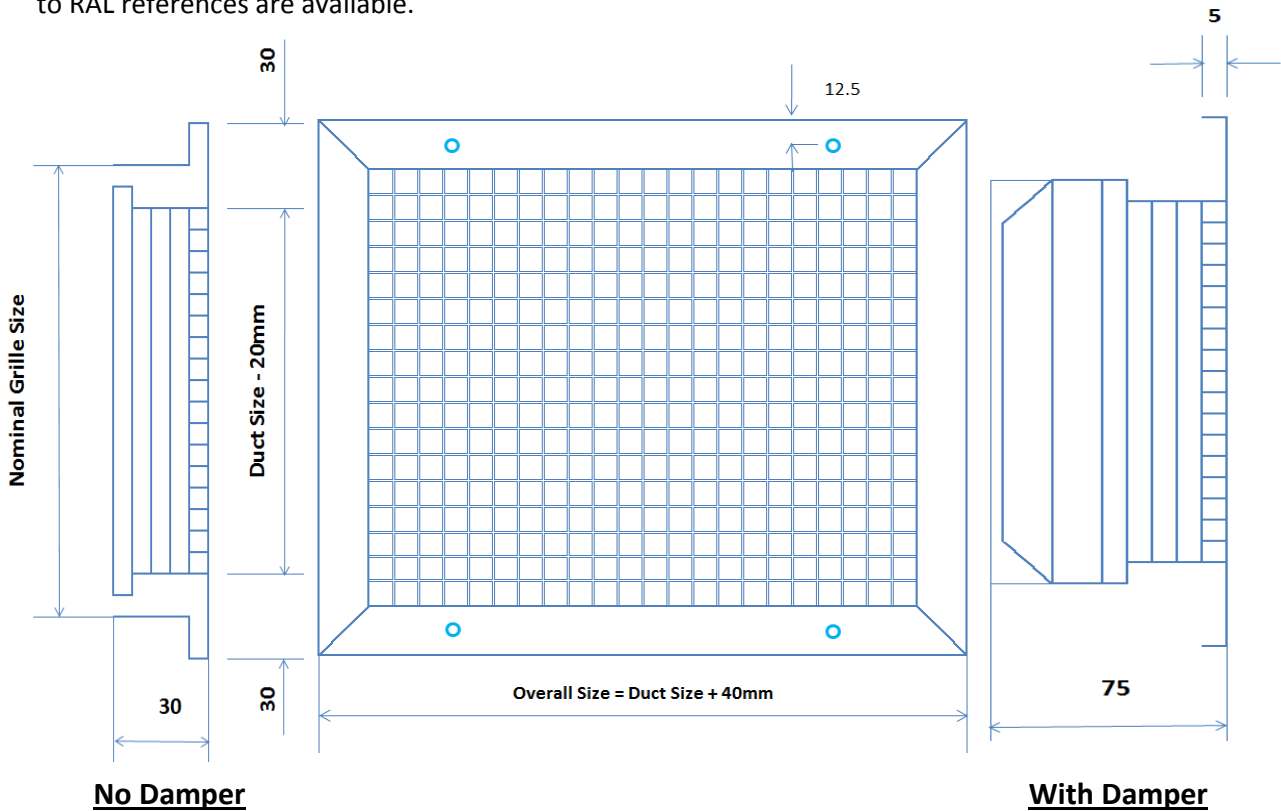 to RAL references are available.
5
30
12.5
Nominal Grille Size
Duct Size - 20mm
Overall Size = Duct Size + 40mm
75
30
30
No Damper
With Damper